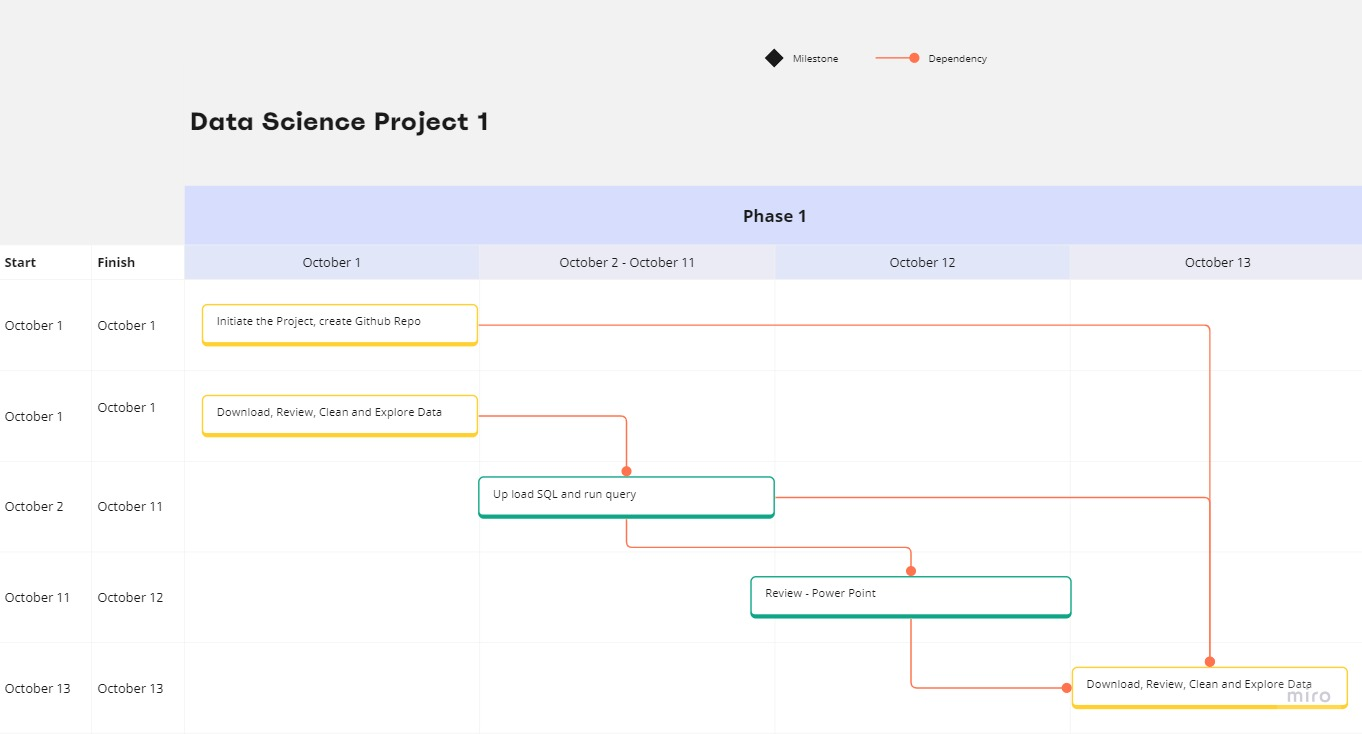 Milestone
Dependency
Data Science Project 1
Phase 1
Start
Finish
October 1
October 2 - October 11
October 12
October 13
October 1
October 1
Initiate the Project, create Github Repo
October 1
October 1
Download, Review, Clean and Explore Data
October 2
October 11
Up load SQL and run query
October 11
October 12
Review - Power Point
October 13
October 13
Download, Review, Clean and Explore Data
miro